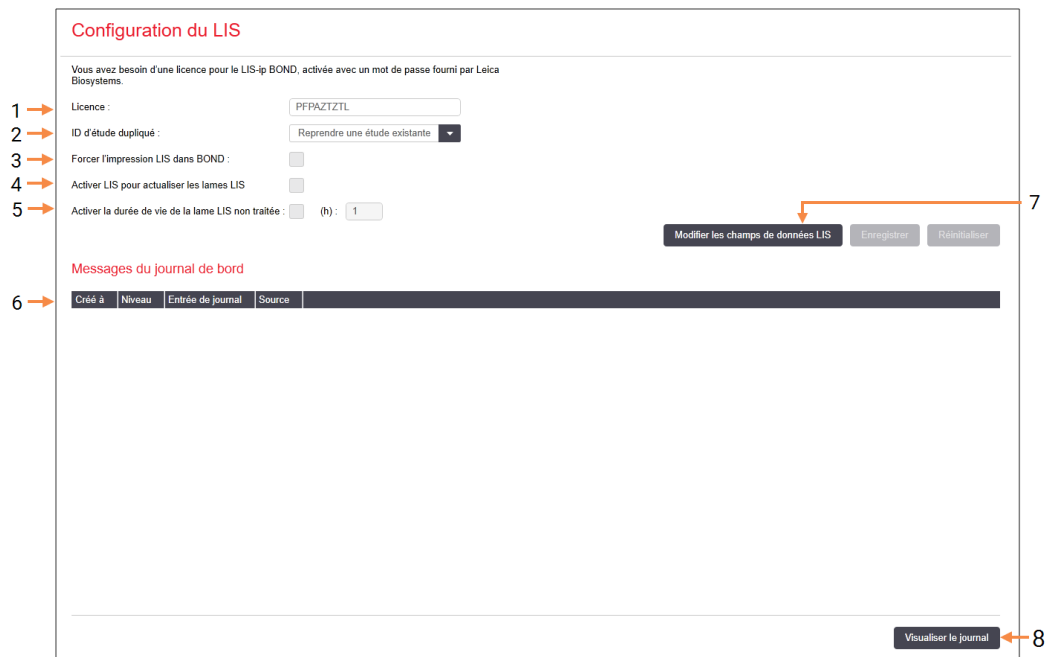 Configuration du LIS
Vous avez besoin d'une licence pour le LIS-ip BOND, activée avec un mot de passe fourni par Leica
Biosystems.
1 Licence : PFPAZTZTL
2 ID d'étude dupliqué : Reprendre une étude existante
3 Forcer l'impression LIS dans BOND :
4 Activer LIS pour actualiser les lames LIS
5 Activer la durée de vie de la lame LIS non traitée : (h) : 1
7
Modifier les champs de données LIS Enregistrer Réinitialiser
Messages du journal de bord
6 Créé à Niveau Entrée de journal Source
Visualiser le journal 8